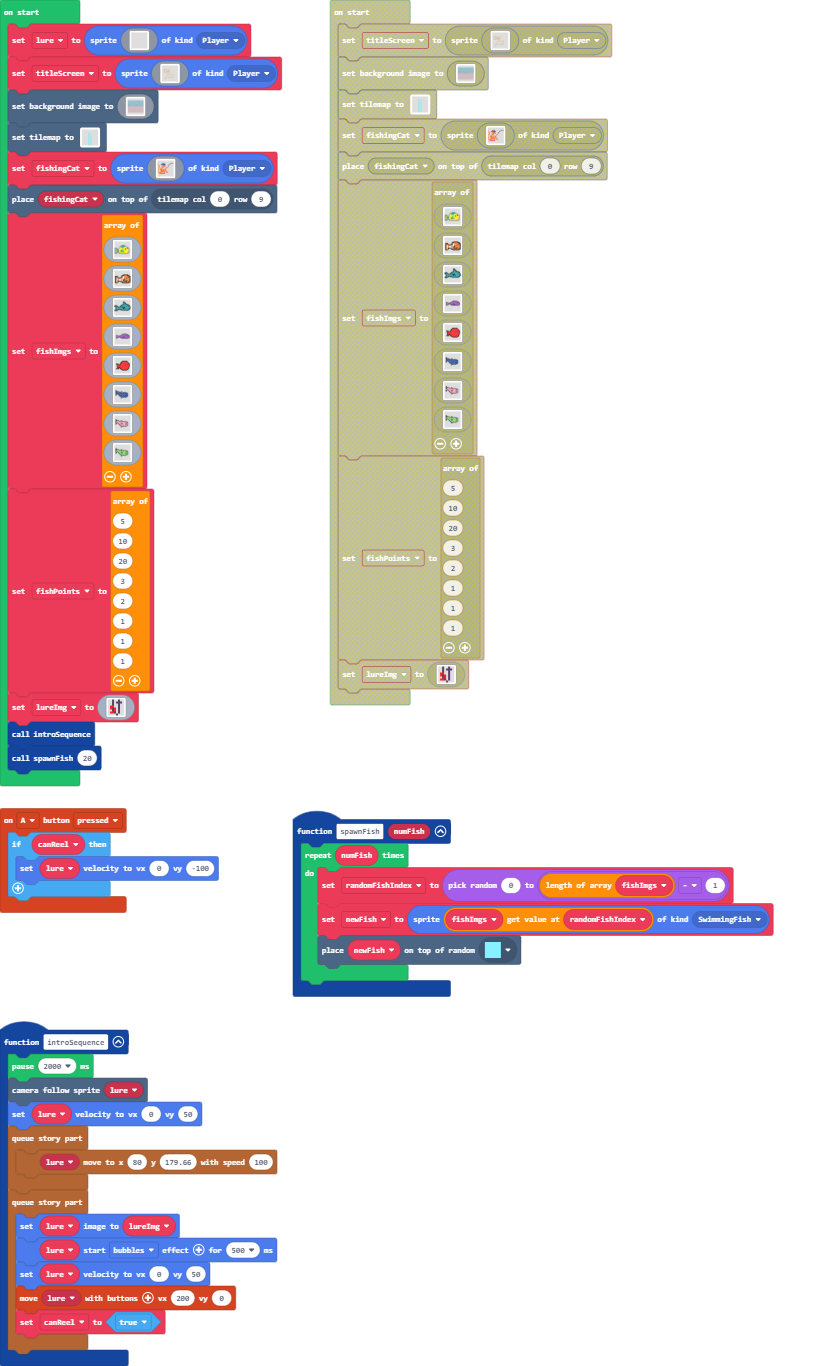 on start
set lure to sprite of kind Player
set titleScreen to sprite of kind Player
set background image to
set tilemap to
set fishingCat to sprite of kind Player
place fishingCat on top of tilemap col 0 row 9
array of
set fishImgs to
array of
5
10
20
3
2
1
1
1
set fishPoints to
set lureImg to
call introSequence
call spawnFish 20
on start
set titleScreen to sprite of kind Player
set background image to
set tilemap to
set fishingCat to sprite of kind Player
place fishingCat on top of tilemap col 0 row 9
array of
set fishImgs to
array of
5
10
20
3
2
1
1
1
set fishPoints to
set lureImg to
on A button pressed
if canReel then
set lure velocity to vx 0 vy -100
function spawnFish numFish
repeat numFish times
do
set randomFishIndex to pick random 0 to length of array fishImgs - 1
set newFish to sprite fishImgs get value at randomFishIndex of kind SwimmingFish
place newFish on top of random
function introSequence
pause 2000 ms
camera follow sprite lure
set lure velocity to vx 0 vy 50
queue story part
lure move to x 80 y 179.66 with speed 100
queue story part
set lure image to lureImg
lure start bubbles effect for 500 ms
set lure velocity to vx 0 vy 50
move lure with buttons vx 200 vy 0
set canReel to true